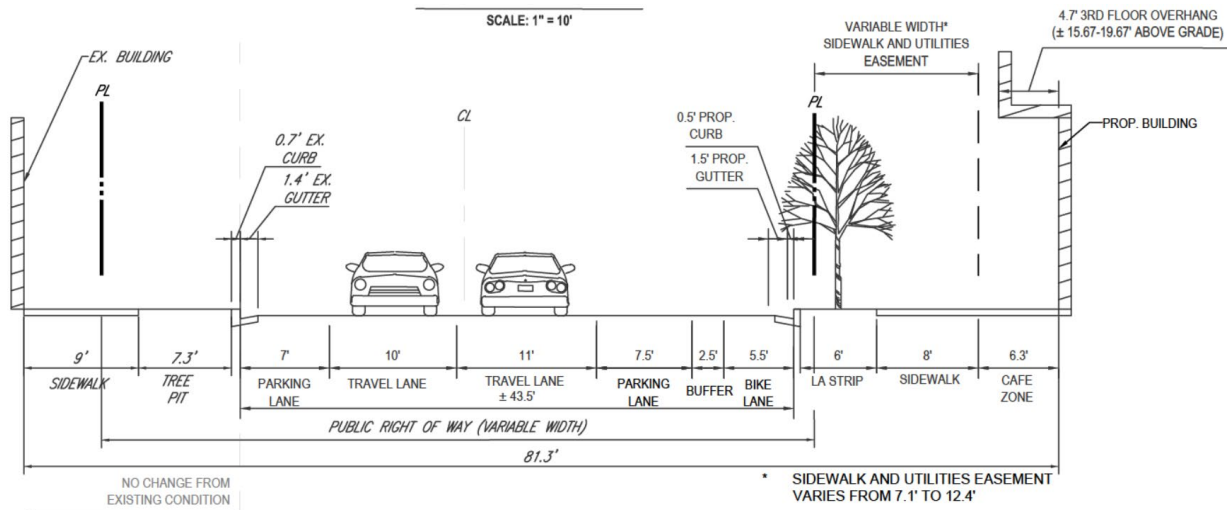 SCALE: 1" = 10'
4.7' 3RD FLOOR OVERHANG
(± 15.67-19.67' ABOVE GRADE)
VARIABLE WIDTH*
SIDEWALK AND UTILITIES
EASEMENT
EX. BUILDING
PL
CL
PL
0.7' EX.
CURB
1.4' EX.
GUTTER
0.5' PROP.
CURB
1.5' PROP.
GUTTER
PROP. BUILDING
9' 7.3' 7' 10' 11' 7.5' 2.5' 5.5' 6' 8' 6.3'
SIDEWALK
TREE
PIT
PARKING
LANE
TRAVEL LANE
TRAVEL LANE
± 43.5'
PARKING
LANE
BUFFER
BIKE
LANE
LA STRIP
SIDEWALK
CAFE
ZONE
PUBLIC RIGHT OF WAY (VARIABLE WIDTH)
81.3'
NO CHANGE FROM
EXISTING CONDITION
* SIDEWALK AND UTILITIES EASEMENT
VARIES FROM 7.1' TO 12.4'